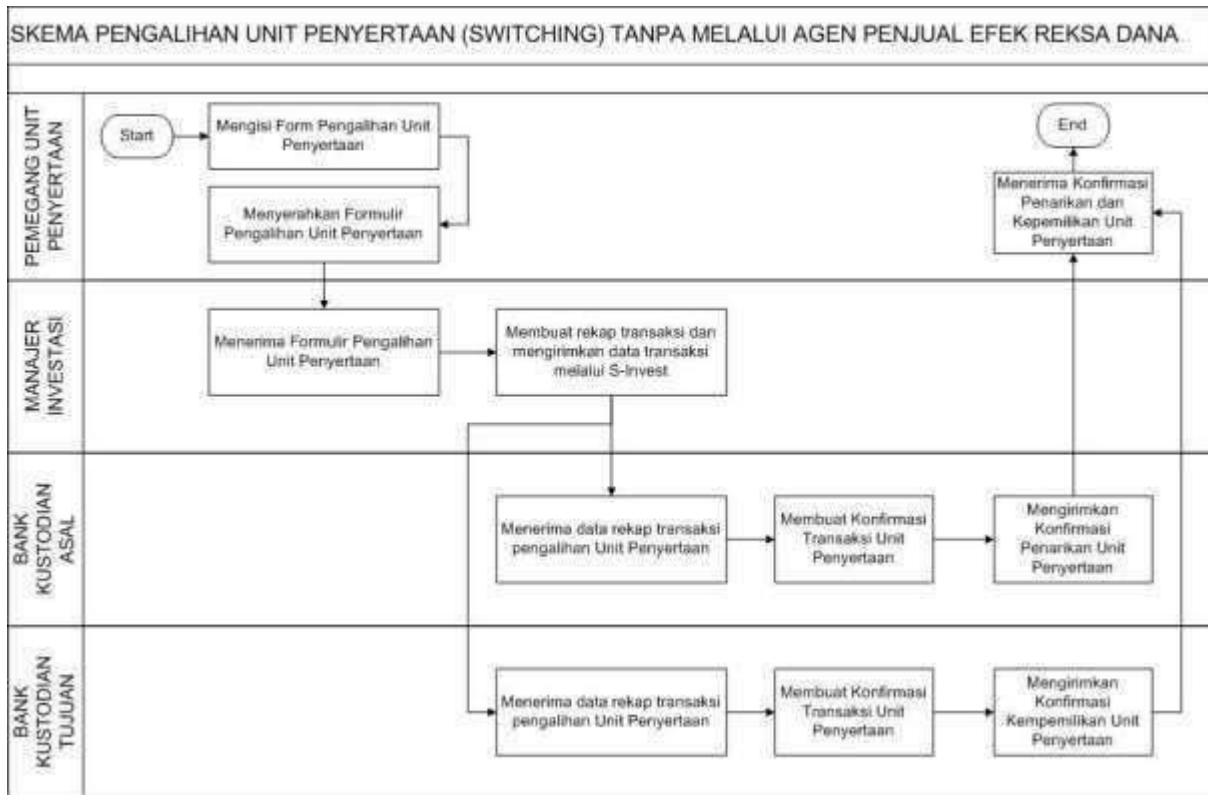 SKEMA PENGALIHAN UNIT PENYERTAAN (SWITCHING) TANPA MELALUI AGEN PENJUAL EFEK REKSA DANA
PEMEGANG UNIT
PENYERTAAN
Start
Mengisi Form Pengalihan Unit
Penyertaan
Menyerahkan Formulir
Pengalihan Unit Penyertaan
End
Menerima Konfirmasi
Penarikan dan
Kepemilikan Unit
Penyertaan
MANAJER
INVESTASI
Menerima Formulir Pengalihan
Unit Penyertaan
Membuat rekap transaksi dan
mengirimkan data transaksi
melalui S-Invest
BANK
KUSTODIAN
ASAL
Menerima data rekap transaksi
pengalihan Unit Penyertaan
Membuat Konfirmasi
Transaksi Unit
Penyertaan
Mengirimkan
Konfirmasi
Penarikan Unit
Penyertaan
BANK
KUSTODIAN
TUJUAN
Menerima data rekap transaksi
pengalihan Unit Penyertaan
Membuat Konfirmasi
Transaksi Unit
Penyertaan
Mengirimkan
Konfirmasi
Kempemilikan Unit
Penyertaan